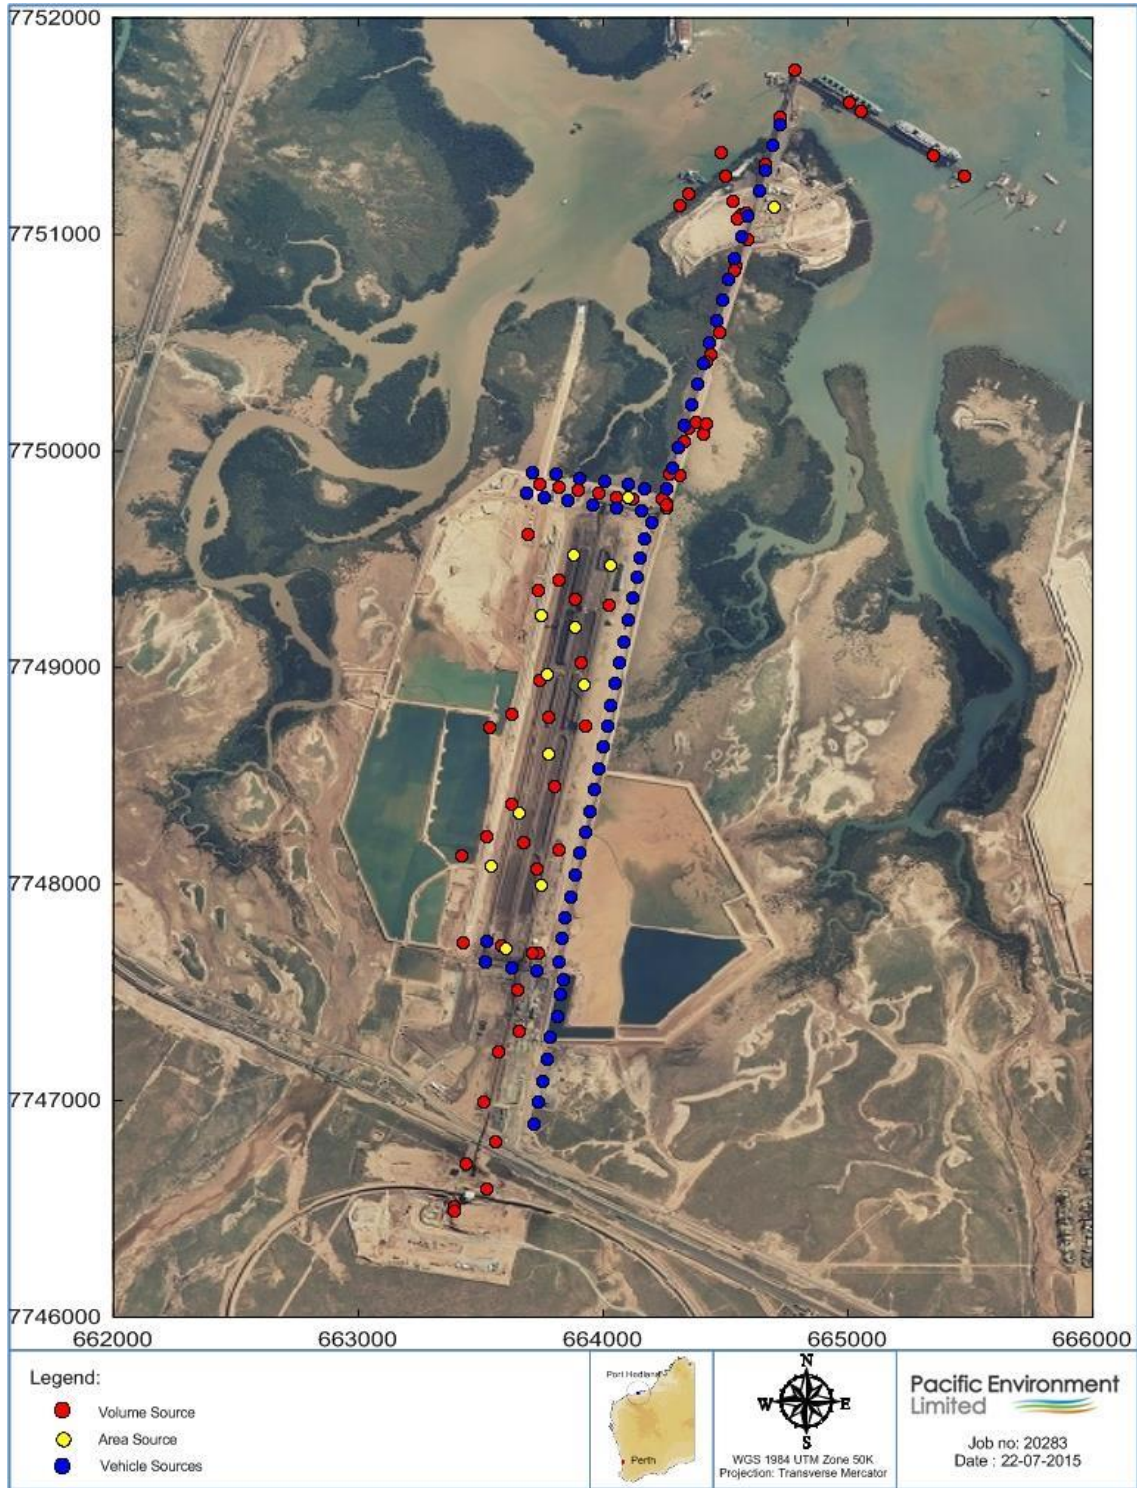 7752000
7751000
7750000
7749000
7748000
7747000
7746000
662000
663000
664000
665000
666000
Legend:
Volume Source
Area Source
Vehicle Sources
Port Hedland
Perth
N
W
E
S
WGS 1984 UTM Zone 50K
Projection: Transverse Mercator
Pacific Environment
Limited
Job no: 20283
Date : 22-07-2015